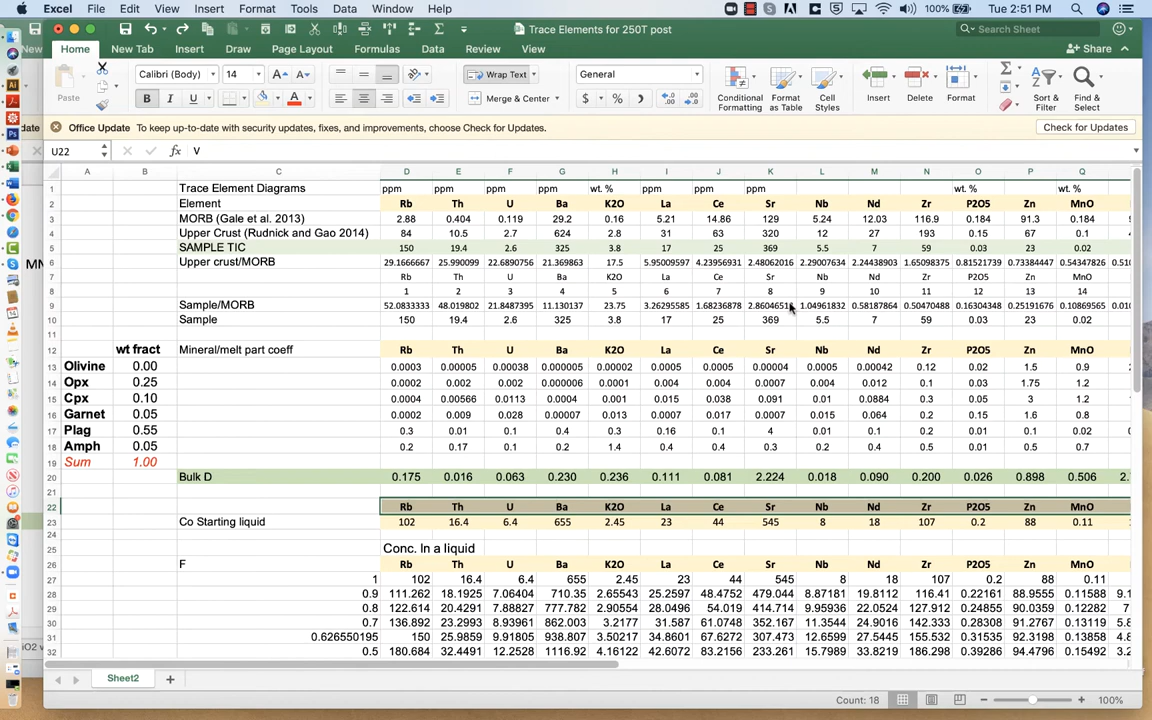 Excel File Edit View Insert Format Tools Data Window Help 100% Tue 2:51 PM
Trace Elements for 250T post Search Sheet
Home New Tab Insert Draw Page Layout Formulas Data Review View Share
Paste Calibri (Body) 14 A A Wrap Text General
B I U A Merge & Center $ % Conditional Formatting Format as Table Cell Styles Insert Delete Format Sort & Filter Find & Select
Office Update To keep up-to-date with security updates, fixes, and improvements, choose Check for Updates. Check for Updates
U22 fx V
A B C D E F G H I J K L M N O P Q
1 Trace Element Diagrams ppm ppm ppm ppm wt. % ppm ppm ppm wt. % wt. %
2 Element Rb Th U Ba K2O La Ce Sr Nb Nd Zr P2O5 Zn MnO
3 MORB (Gale et al. 2013) 2.88 0.404 0.119 29.2 0.16 5.21 14.86 129 5.24 12.03 116.9 0.184 91.3 0.184
4 Upper Crust (Rudnick and Gao 2014) 84 10.5 2.7 624 2.8 31 63 320 12 27 193 0.15 67 0.1
5 SAMPLE TIC 150 19.4 2.6 325 3.8 17 25 369 5.5 7 59 0.03 23 0.02
6 Upper crust/MORB 29.1666667 25.990099 22.6890756 21.369863 17.5 5.95009597 4.23956931 2.48062016 2.29007634 2.24438903 1.65098375 0.81521739 0.73384447 0.54347826 0.510
7 Rb Th U Ba K2O La Ce Sr Nb Nd Zr P2O5 Zn MnO
8 1 2 3 4 5 6 7 8 9 10 11 12 13 14
9 Sample/MORB 52.0833333 48.019802 21.8487395 11.130137 23.75 3.26295585 1.68236878 1.04961832 0.58187864 0.50470488 0.16304348 0.25191676 0.10869565 0.010
10 Sample 150 19.4 2.6 325 3.8 17 25 369 5.5 7 59 0.03 23 0.02
11
12 wt fract Mineral/melt part coeff Rb Th U Ba K2O La Ce Sr Nb Nd Zr P2O5 Zn MnO
13 Olivine 0.00 0.0003 0.00005 0.00038 0.000005 0.00002 0.0005 0.0005 0.00004 0.0005 0.00042 0.12 0.02 1.5 0.9
14 Opx 0.25 0.0002 0.002 0.002 0.000006 0.0001 0.004 0.004 0.0007 0.004 0.012 0.1 0.03 1.75 1.2
15 Cpx 0.10 0.0004 0.00566 0.0113 0.0004 0.001 0.015 0.038 0.091 0.01 0.0884 0.3 0.05 3 1.2
16 Garnet 0.05 0.0002 0.009 0.028 0.00007 0.013 0.0007 0.017 0.0007 0.015 0.064 0.2 0.15 1.6 0.8
17 Plag 0.55 0.3 0.01 0.1 0.4 0.3 0.16 0.1 4 0.01 0.1 0.2 0.01 0.1 0.02
18 Amph 0.05 0.2 0.17 0.1 0.2 1.4 0.4 0.4 0.3 0.2 0.4 0.5 0.01 0.5 0.7
19 Sum 1.00
20 Bulk D 0.175 0.016 0.063 0.230 0.236 0.111 0.081 2.224 0.018 0.090 0.200 0.026 0.898 0.506 2.
21
22 Rb Th U Ba K2O La Ce Sr Nb Nd Zr P2O5 Zn MnO
23 Co Starting liquid 102 16.4 6.4 655 2.45 23 44 545 8 18 107 0.2 88 0.11
24
25 Conc. In a liquid
26 F Rb Th U Ba K2O La Ce Sr Nb Nd Zr P2O5 Zn MnO
27 1 102 16.4 6.4 655 2.45 23 44 545 8 18 107 0.2 88 0.11
28 0.9 111.262 18.1925 7.06404 710.35 2.65543 25.2597 48.4752 479.044 8.87181 19.8112 116.41 0.22161 88.9555 0.11588 9.1
29 0.8 122.614 20.4291 7.88827 777.782 2.90554 28.0496 54.019 414.714 9.95936 22.0524 127.912 0.24855 90.0359 0.12282 7
30 0.7 136.892 23.2993 8.93961 862.003 3.2177 31.587 61.0748 352.167 11.3544 24.9016 142.333 0.28308 91.2767 0.13119 5.8
31 0.626550195 150 25.9859 9.91805 938.807 3.50217 34.8601 67.6272 307.473 12.6599 27.5445 155.532 0.31535 92.3198 0.13858 4.8
32 0.5 180.684 32.4491 12.2528 1116.92 4.16122 42.6072 83.2156 233.261 15.7989 33.8219 186.298 0.39286 94.4796 0.15492 3.2
Sheet2
Count: 18 100%